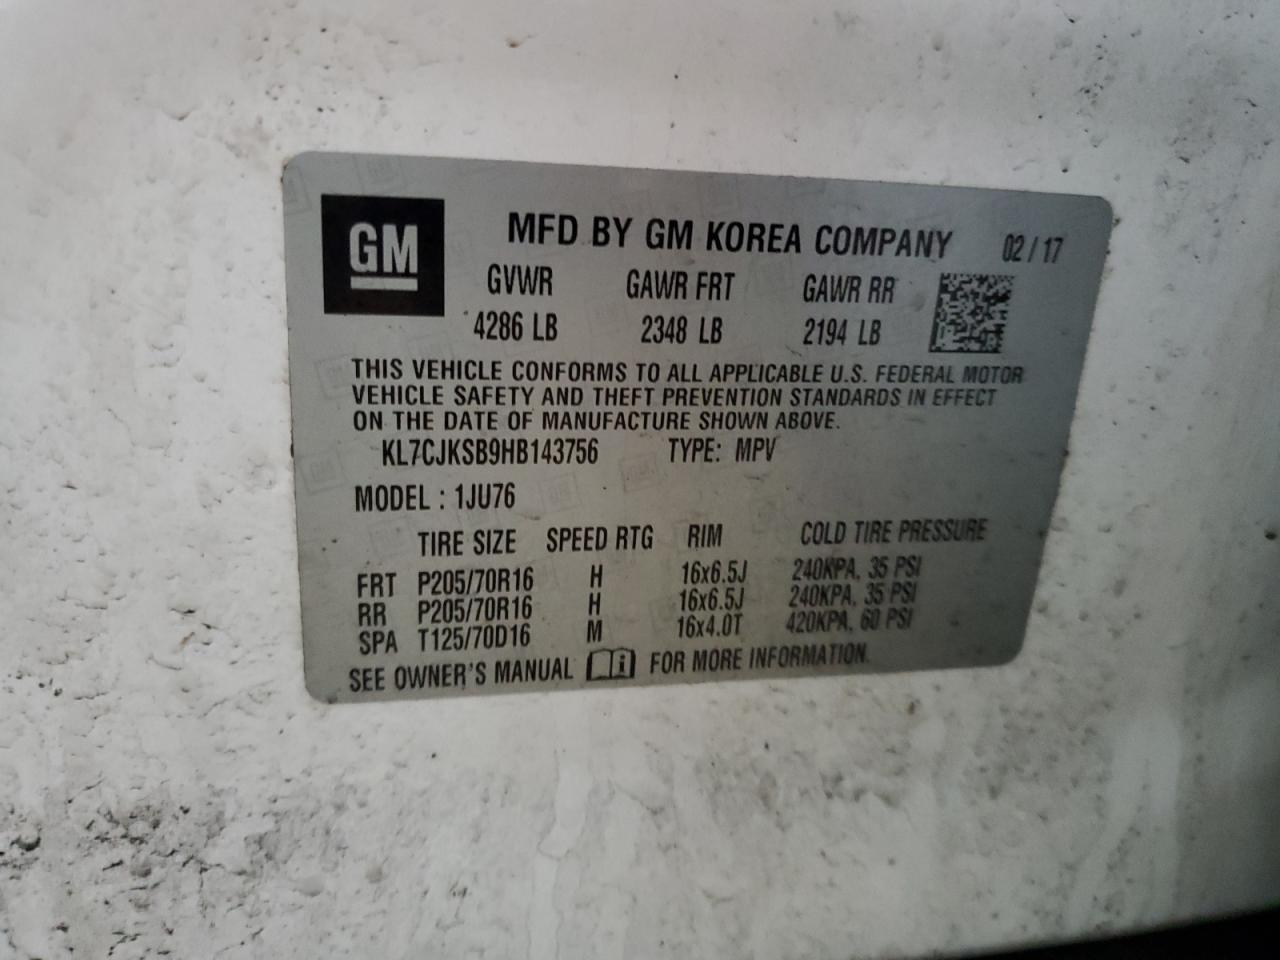 GM MFD BY GM KOREA COMPANY 02/17
GVWR GAWR FRT GAWR RR
4286 LB 2348 LB 2194 LB
THIS VEHICLE CONFORMS TO ALL APPLICABLE U.S. FEDERAL MOTOR
VEHICLE SAFETY AND THEFT PREVENTION STANDARDS IN EFFECT
ON THE DATE OF MANUFACTURE SHOWN ABOVE.
KL7CJKSB9HB143756 TYPE: MPV
MODEL : 1JU76
TIRE SIZE SPEED RTG RIM COLD TIRE PRESSURE
FRT P205/70R16 H 16x6.5J 240KPA, 35 PSI
RR P205/70R16 H 16x6.5J 240KPA, 35 PSI
SPA T125/70D16 M 16x4.0T 420KPA, 60 PSI
SEE OWNER'S MANUAL FOR MORE INFORMATION.